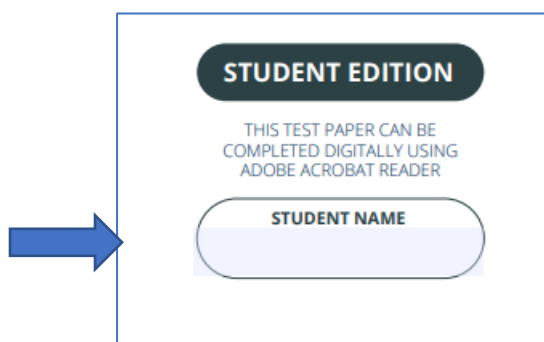 STUDENT EDITION
THIS TEST PAPER CAN BE
COMPLETED DIGITALLY USING
ADOBE ACROBAT READER
STUDENT NAME